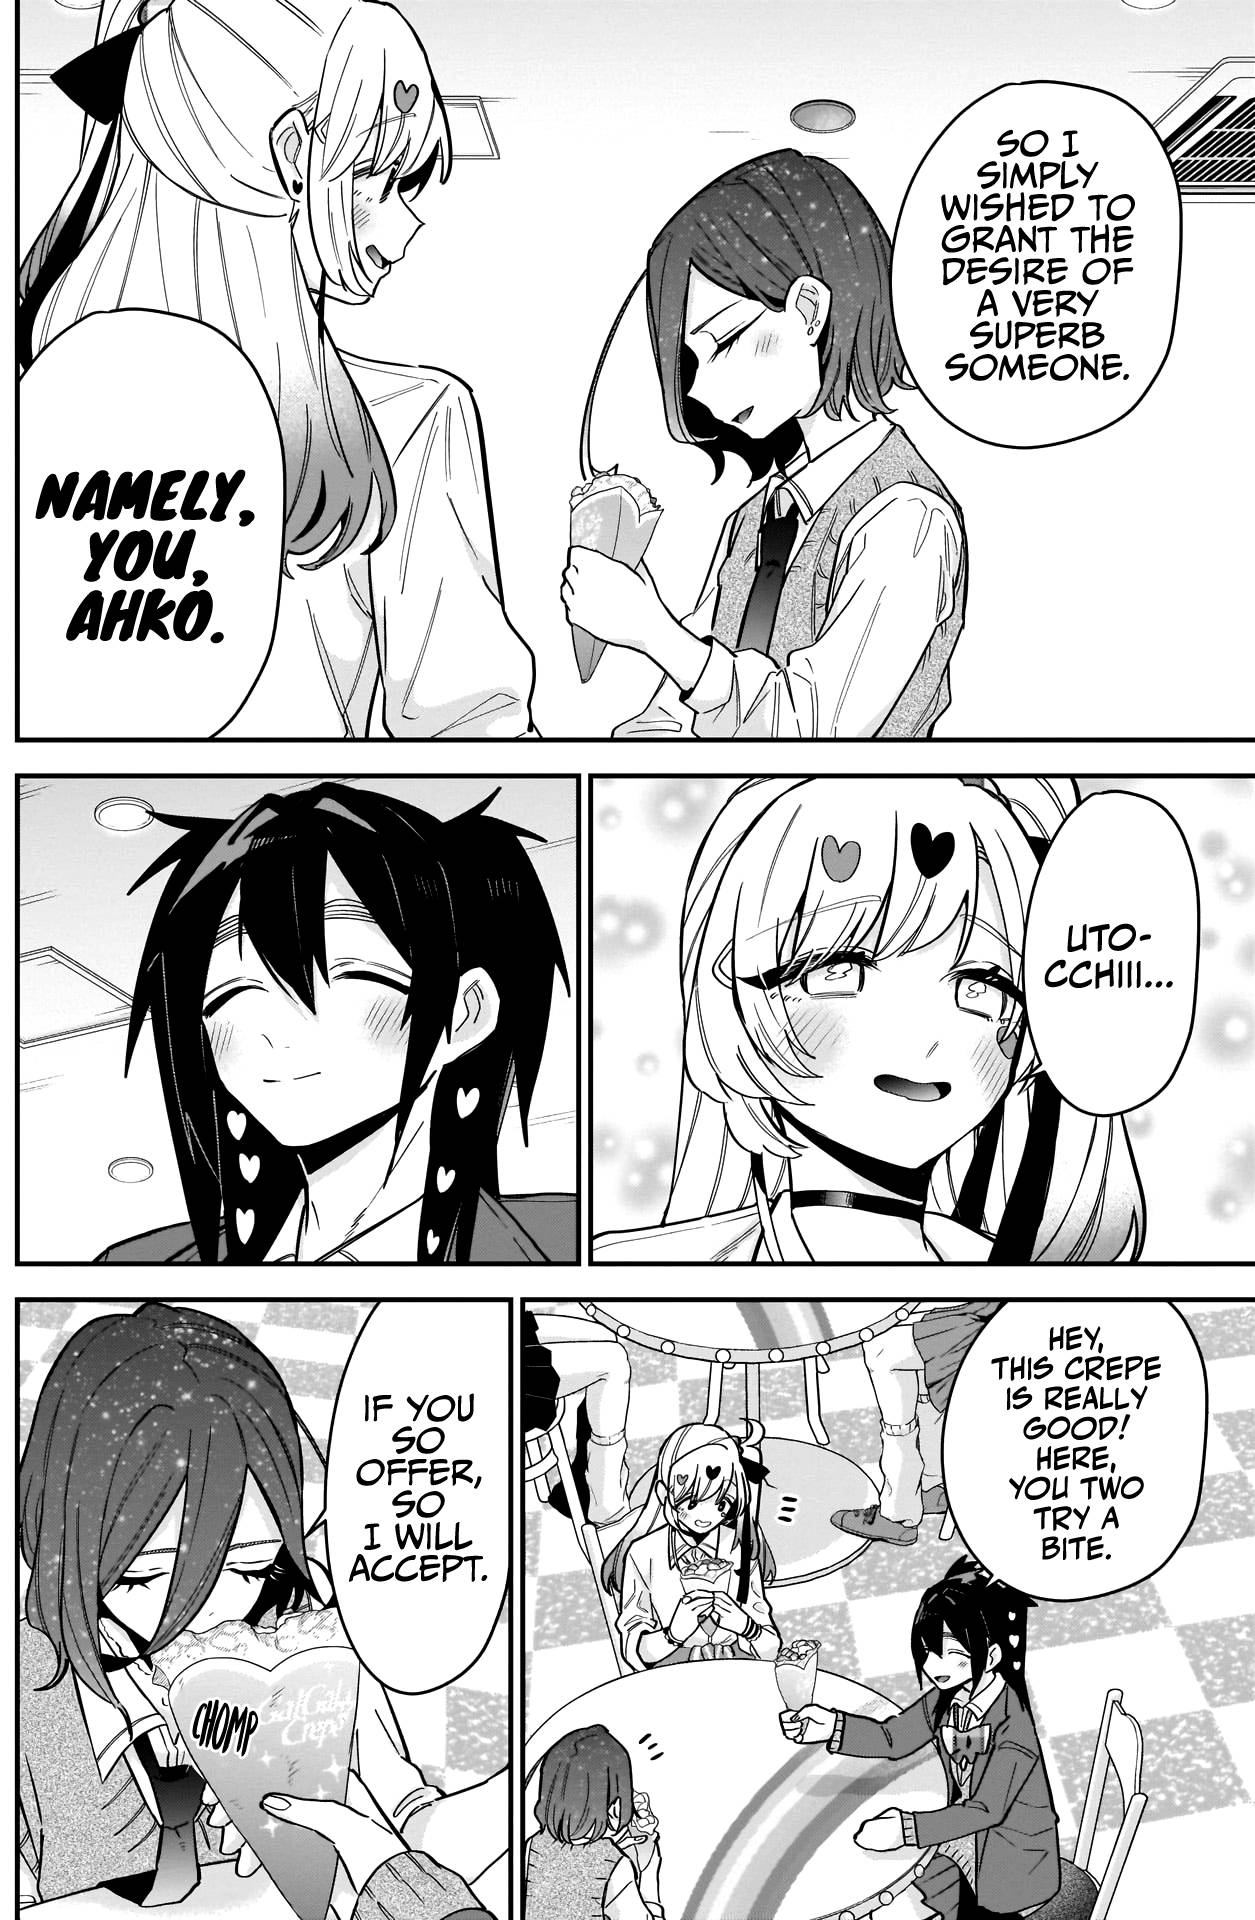 SO I
SIMPLY
WISHED TO
GRANT THE
DESIRE OF
A VERY
SUPERB
SOMEONE.
NAMELY,
YOU,
AHKO.
UTO-
CCHIII...
HEY,
THIS CREPE
IS REALLY
GOOD!
HERE,
YOU TWO
TRY A
BITE.
IF YOU
SO
OFFER,
SO
I WILL
ACCEPT.
CHOMP
Crepe